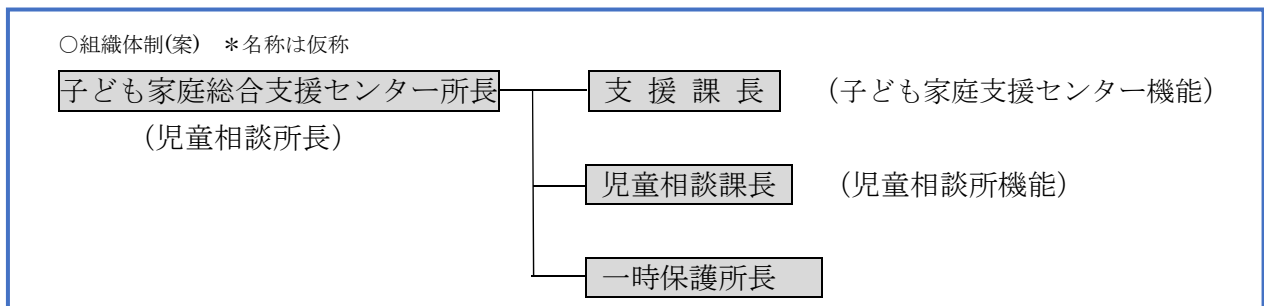 ○組織体制(案)　＊名称は仮称
子ども家庭総合支援センター所長　支 援 課 長　（子ども家庭支援センター機能）
（児童相談所長）
児童相談課長　（児童相談所機能）
一時保護所長